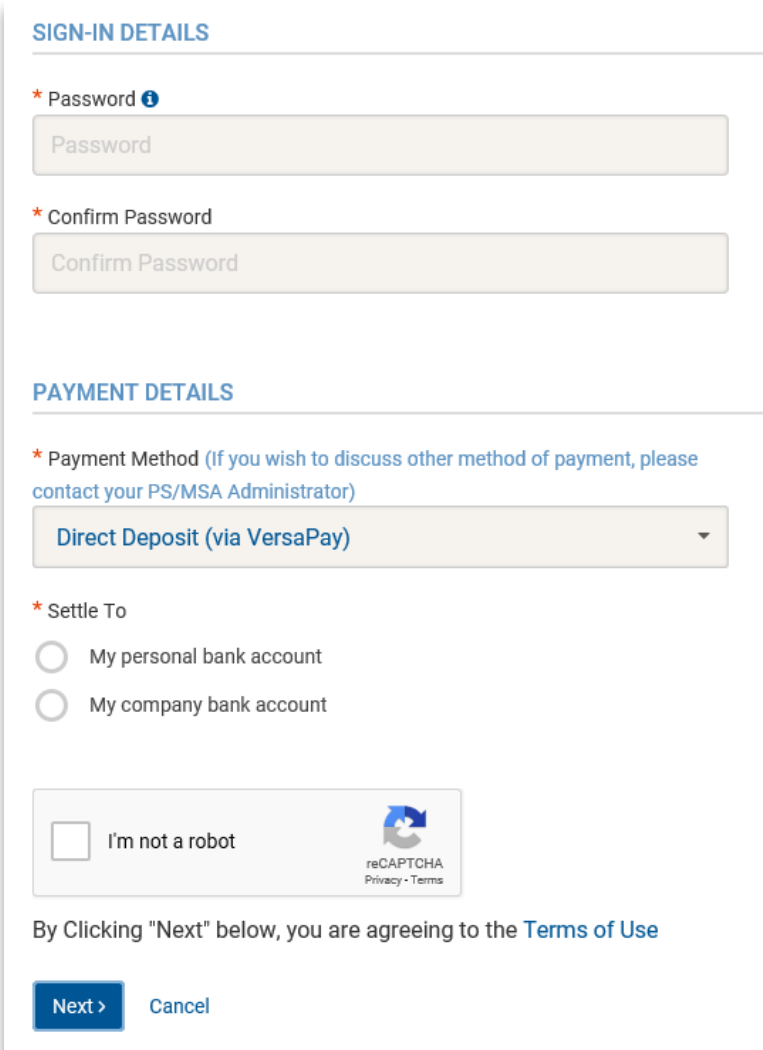 SIGN-IN DETAILS
* Password
Password
* Confirm Password
Confirm Password
PAYMENT DETAILS
* Payment Method (If you wish to discuss other method of payment, please
contact your PS/MSA Administrator)
Direct Deposit (via VersaPay)
* Settle To
My personal bank account
My company bank account
I'm not a robot
reCAPTCHA
Privacy - Terms
By Clicking "Next" below, you are agreeing to the Terms of Use
Next > Cancel